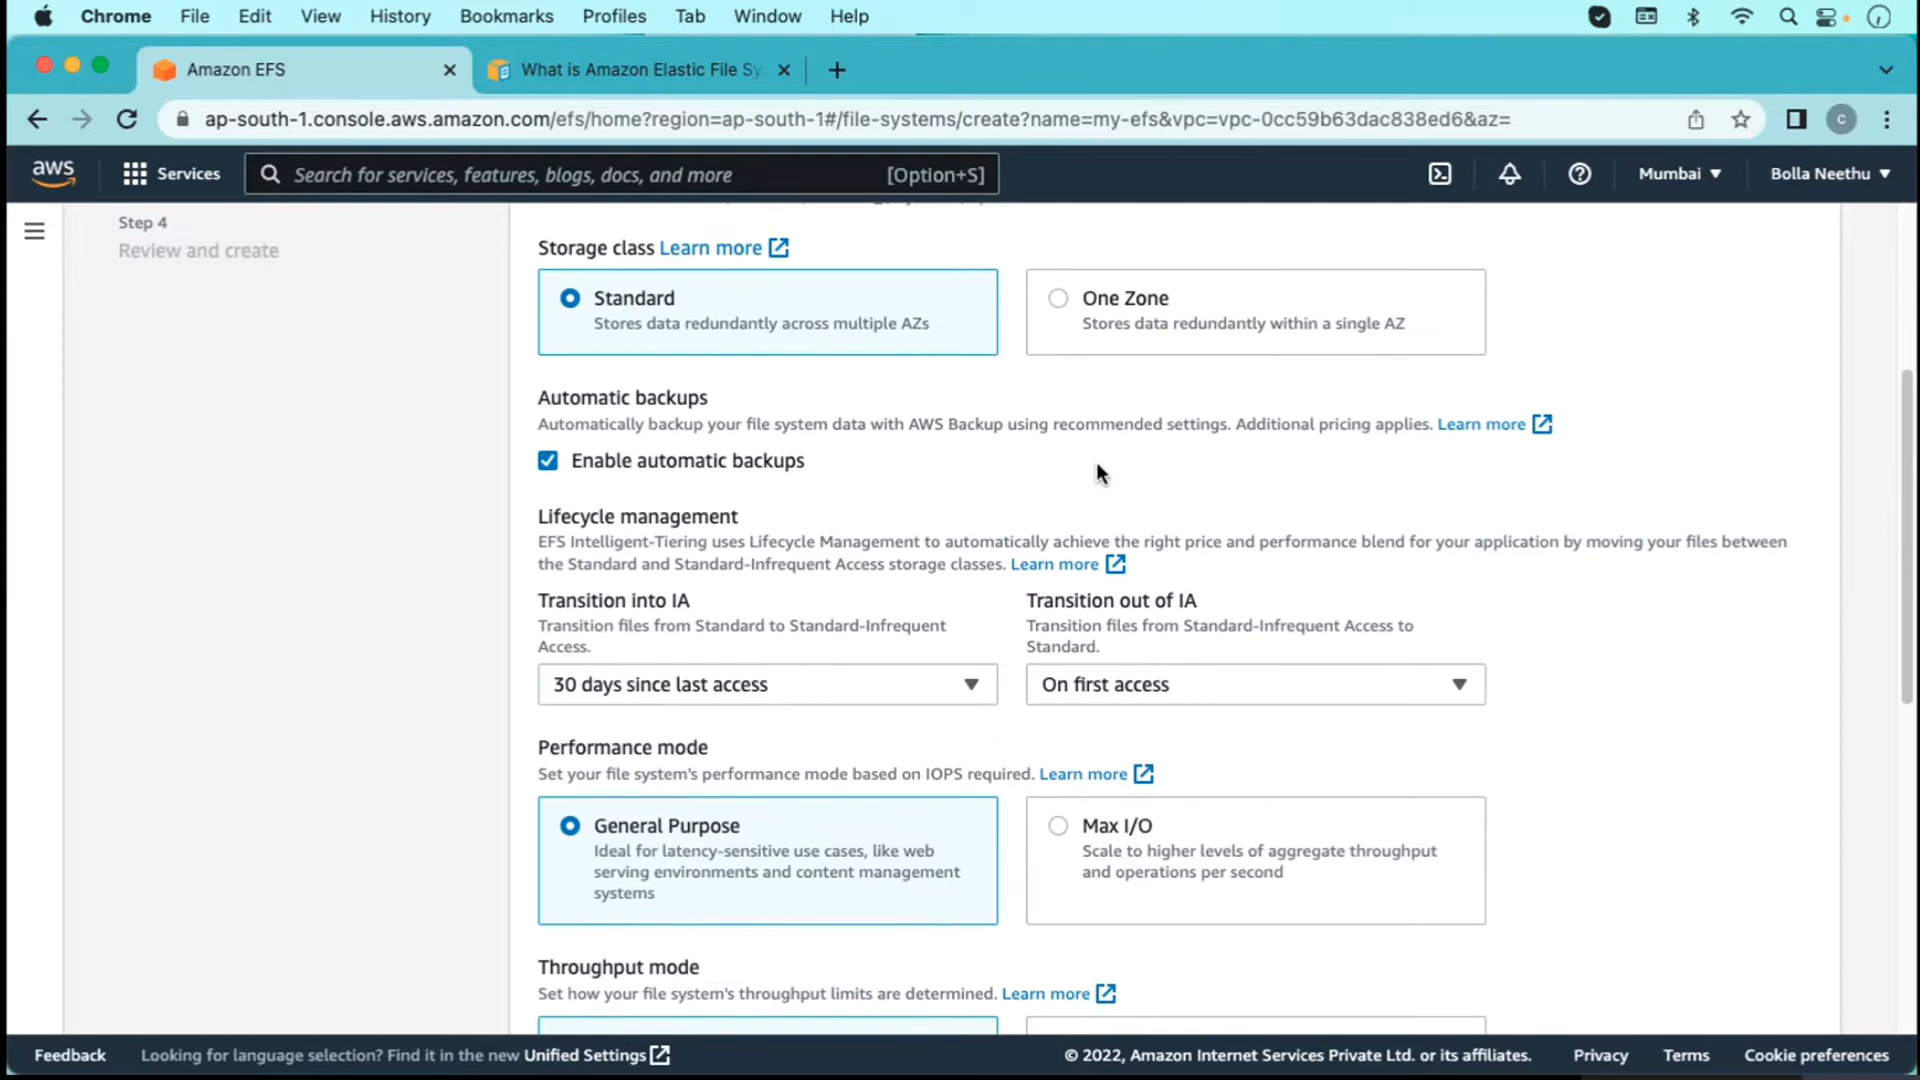 Chrome File Edit View History Bookmarks Profiles Tab Window Help
Amazon EFS
What is Amazon Elastic File Sy
ap-south-1.console.aws.amazon.com/efs/home?region=ap-south-1#/file-systems/create?name=my-efs&vpc=vpc-0cc59b63dac838ed6&az=
C
aws Services Search for services, features, blogs, docs, and more [Option+S] Mumbai Bolla Neethu
Step 4
Review and create
Storage class Learn more
Standard
Stores data redundantly across multiple AZs
One Zone
Stores data redundantly within a single AZ
Automatic backups
Automatically backup your file system data with AWS Backup using recommended settings. Additional pricing applies. Learn more
Enable automatic backups
Lifecycle management
EFS Intelligent-Tiering uses Lifecycle Management to automatically achieve the right price and performance blend for your application by moving your files between
the Standard and Standard-Infrequent Access storage classes. Learn more
Transition into IA
Transition files from Standard to Standard-Infrequent
Access.
30 days since last access
Transition out of IA
Transition files from Standard-Infrequent Access to
Standard.
On first access
Performance mode
Set your file system's performance mode based on IOPS required. Learn more
General Purpose
Ideal for latency-sensitive use cases, like web
serving environments and content management
systems
Max I/O
Scale to higher levels of aggregate throughput
and operations per second
Throughput mode
Set how your file system's throughput limits are determined. Learn more
Feedback Looking for language selection? Find it in the new Unified Settings © 2022, Amazon Internet Services Private Ltd. or its affiliates. Privacy Terms Cookie preferences